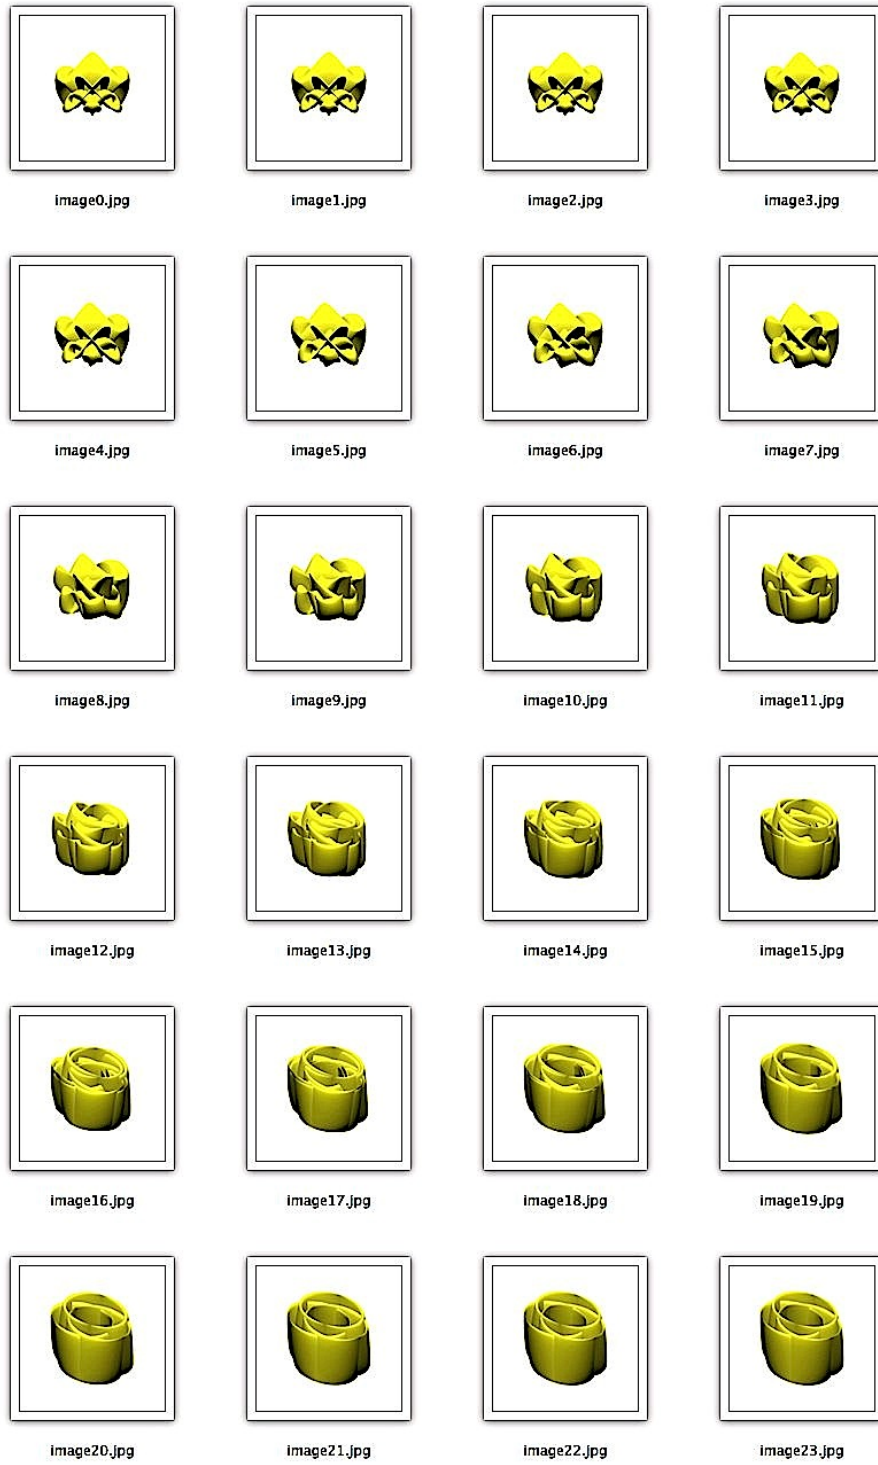 image0.jpg image1.jpg image2.jpg image3.jpg
image4.jpg image5.jpg image6.jpg image7.jpg
image8.jpg image9.jpg image10.jpg image11.jpg
image12.jpg image13.jpg image14.jpg image15.jpg
image16.jpg image17.jpg image18.jpg image19.jpg
image20.jpg image21.jpg image22.jpg image23.jpg